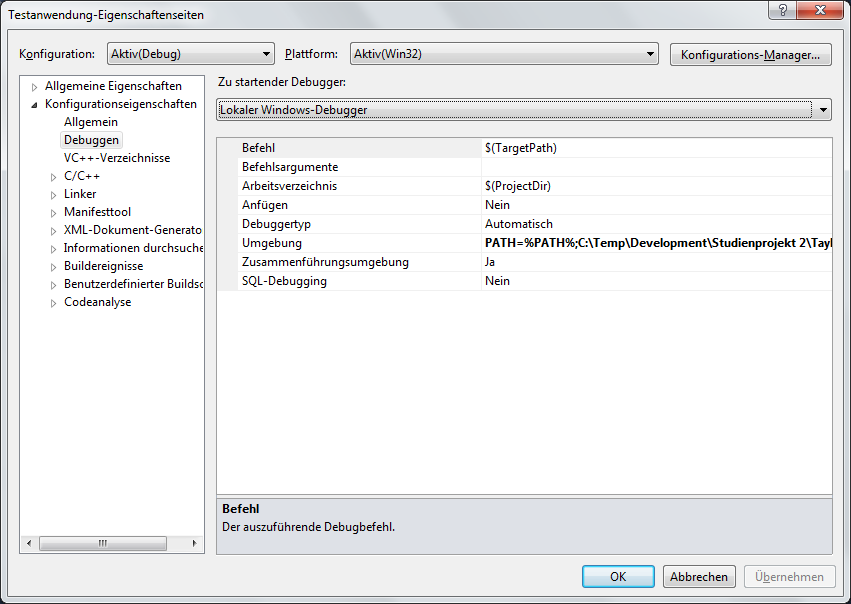 Testanwendung-Eigenschaftenseiten
?
Konfiguration: Aktiv(Debug) Plattform: Aktiv(Win32) Konfigurations-Manager...
Allgemeine Eigenschaften
Konfigurationseigenschaften
Allgemein
Debuggen
VC++-Verzeichnisse
C/C++
Linker
Manifesttool
XML-Dokument-Generato
Informationen durchsuche
Buildereignisse
Benutzerdefinierter Buildsc
Codeanalyse
Zu startender Debugger:
Lokaler Windows-Debugger
Befehl $(TargetPath)
Befehlsargumente
Arbeitsverzeichnis $(ProjectDir)
Anfügen Nein
Debuggertyp Automatisch
Umgebung PATH=%PATH%;C:\Temp\Development\Studienprojekt 2\Tayl
Zusammenführungsumgebung Ja
SQL-Debugging Nein
Befehl
Der auszuführende Debugbefehl.
OK Abbrechen Übernehmen